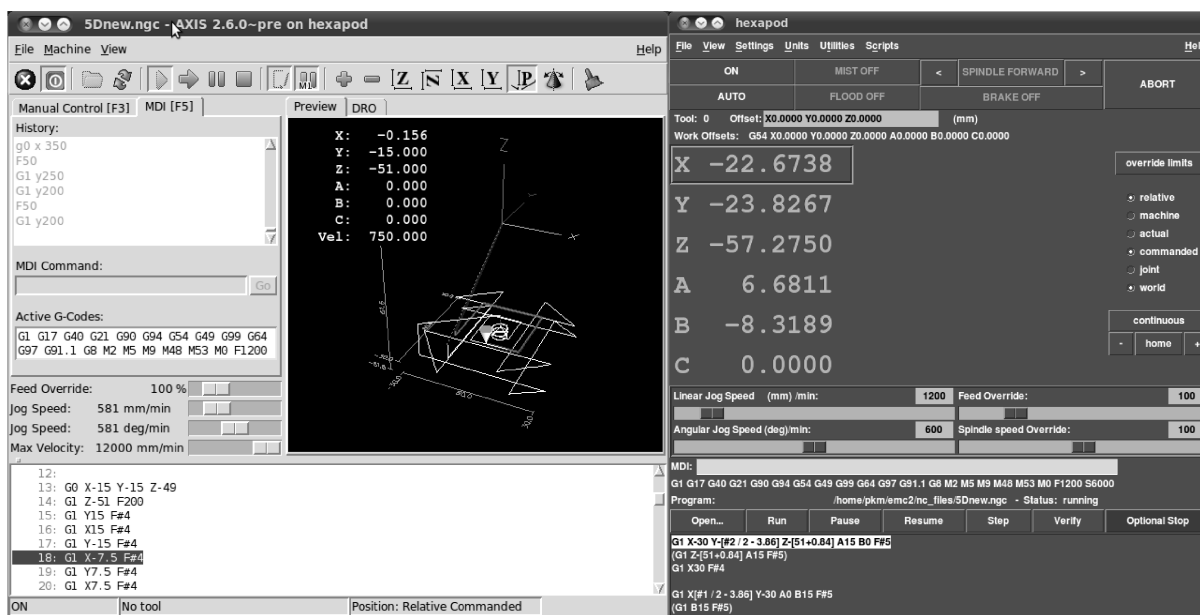 5Dnew.ngc - AXIS 2.6.0~pre on hexapod
File Machine View Help
Manual Control [F3] MDI [F5]
History:
g0 x 350
F50
G1 y250
G1 y200
F50
G1 y200
MDI Command:
Go
Active G-Codes:
G1 G17 G40 G21 G90 G94 G54 G49 G99 G64
G97 G91.1 G8 M2 M5 M9 M48 M53 M0 F1200
Feed Override: 100 %
Jog Speed: 581 mm/min
Jog Speed: 581 deg/min
Max Velocity: 12000 mm/min
Preview DRO
X: -0.156
Y: -15.000
Z: -51.000
A: 0.000
B: 0.000
C: 0.000
Vel: 750.000
Z
X
12:
13: G0 X-15 Y-15 Z-49
14: G1 Z-51 F200
15: G1 Y15 F#4
16: G1 X15 F#4
17: G1 Y-15 F#4
18: G1 X-7.5 F#4
19: G1 Y7.5 F#4
20: G1 X7.5 F#4
ON No tool Position: Relative Commanded
hexapod
File View Settings Units Utilities Scripts Hel
ON MIST OFF < SPINDLE FORWARD > ABORT
AUTO FLOOD OFF BRAKE OFF
Tool: 0 Offset: X0.0000 Y0.0000 Z0.0000 (mm)
Work Offsets: G54 X0.0000 Y0.0000 Z0.0000 A0.0000 B0.0000 C0.0000
X -22.6738
Y -23.8267
Z -57.2750
A 6.6811
B -8.3189
C 0.0000
override limits
relative
machine
actual
commanded
joint
world
continuous
- home +
Linear Jog Speed (mm) /min: 1200 Feed Override: 100
Angular Jog Speed (deg)/min: 600 Spindle speed Override: 100
MDI:
G1 G17 G40 G21 G90 G94 G54 G49 G99 G64 G97 G91.1 G8 M2 M5 M9 M48 M53 M0 F1200 S6000
Program: /home/pkm/emc2/nc_files/5Dnew.ngc - Status: running
Open... Run Pause Resume Step Verify Optional Stop
G1 X-30 Y-[#2 / 2 - 3.86] Z-[51+0.84] A15 B0 F#5
(G1 Z-[51+0.84] A15 F#5)
G1 X30 F#4
G1 X[#1 / 2 - 3.86] Y-30 A0 B15 F#5
(G1 B15 F#5)